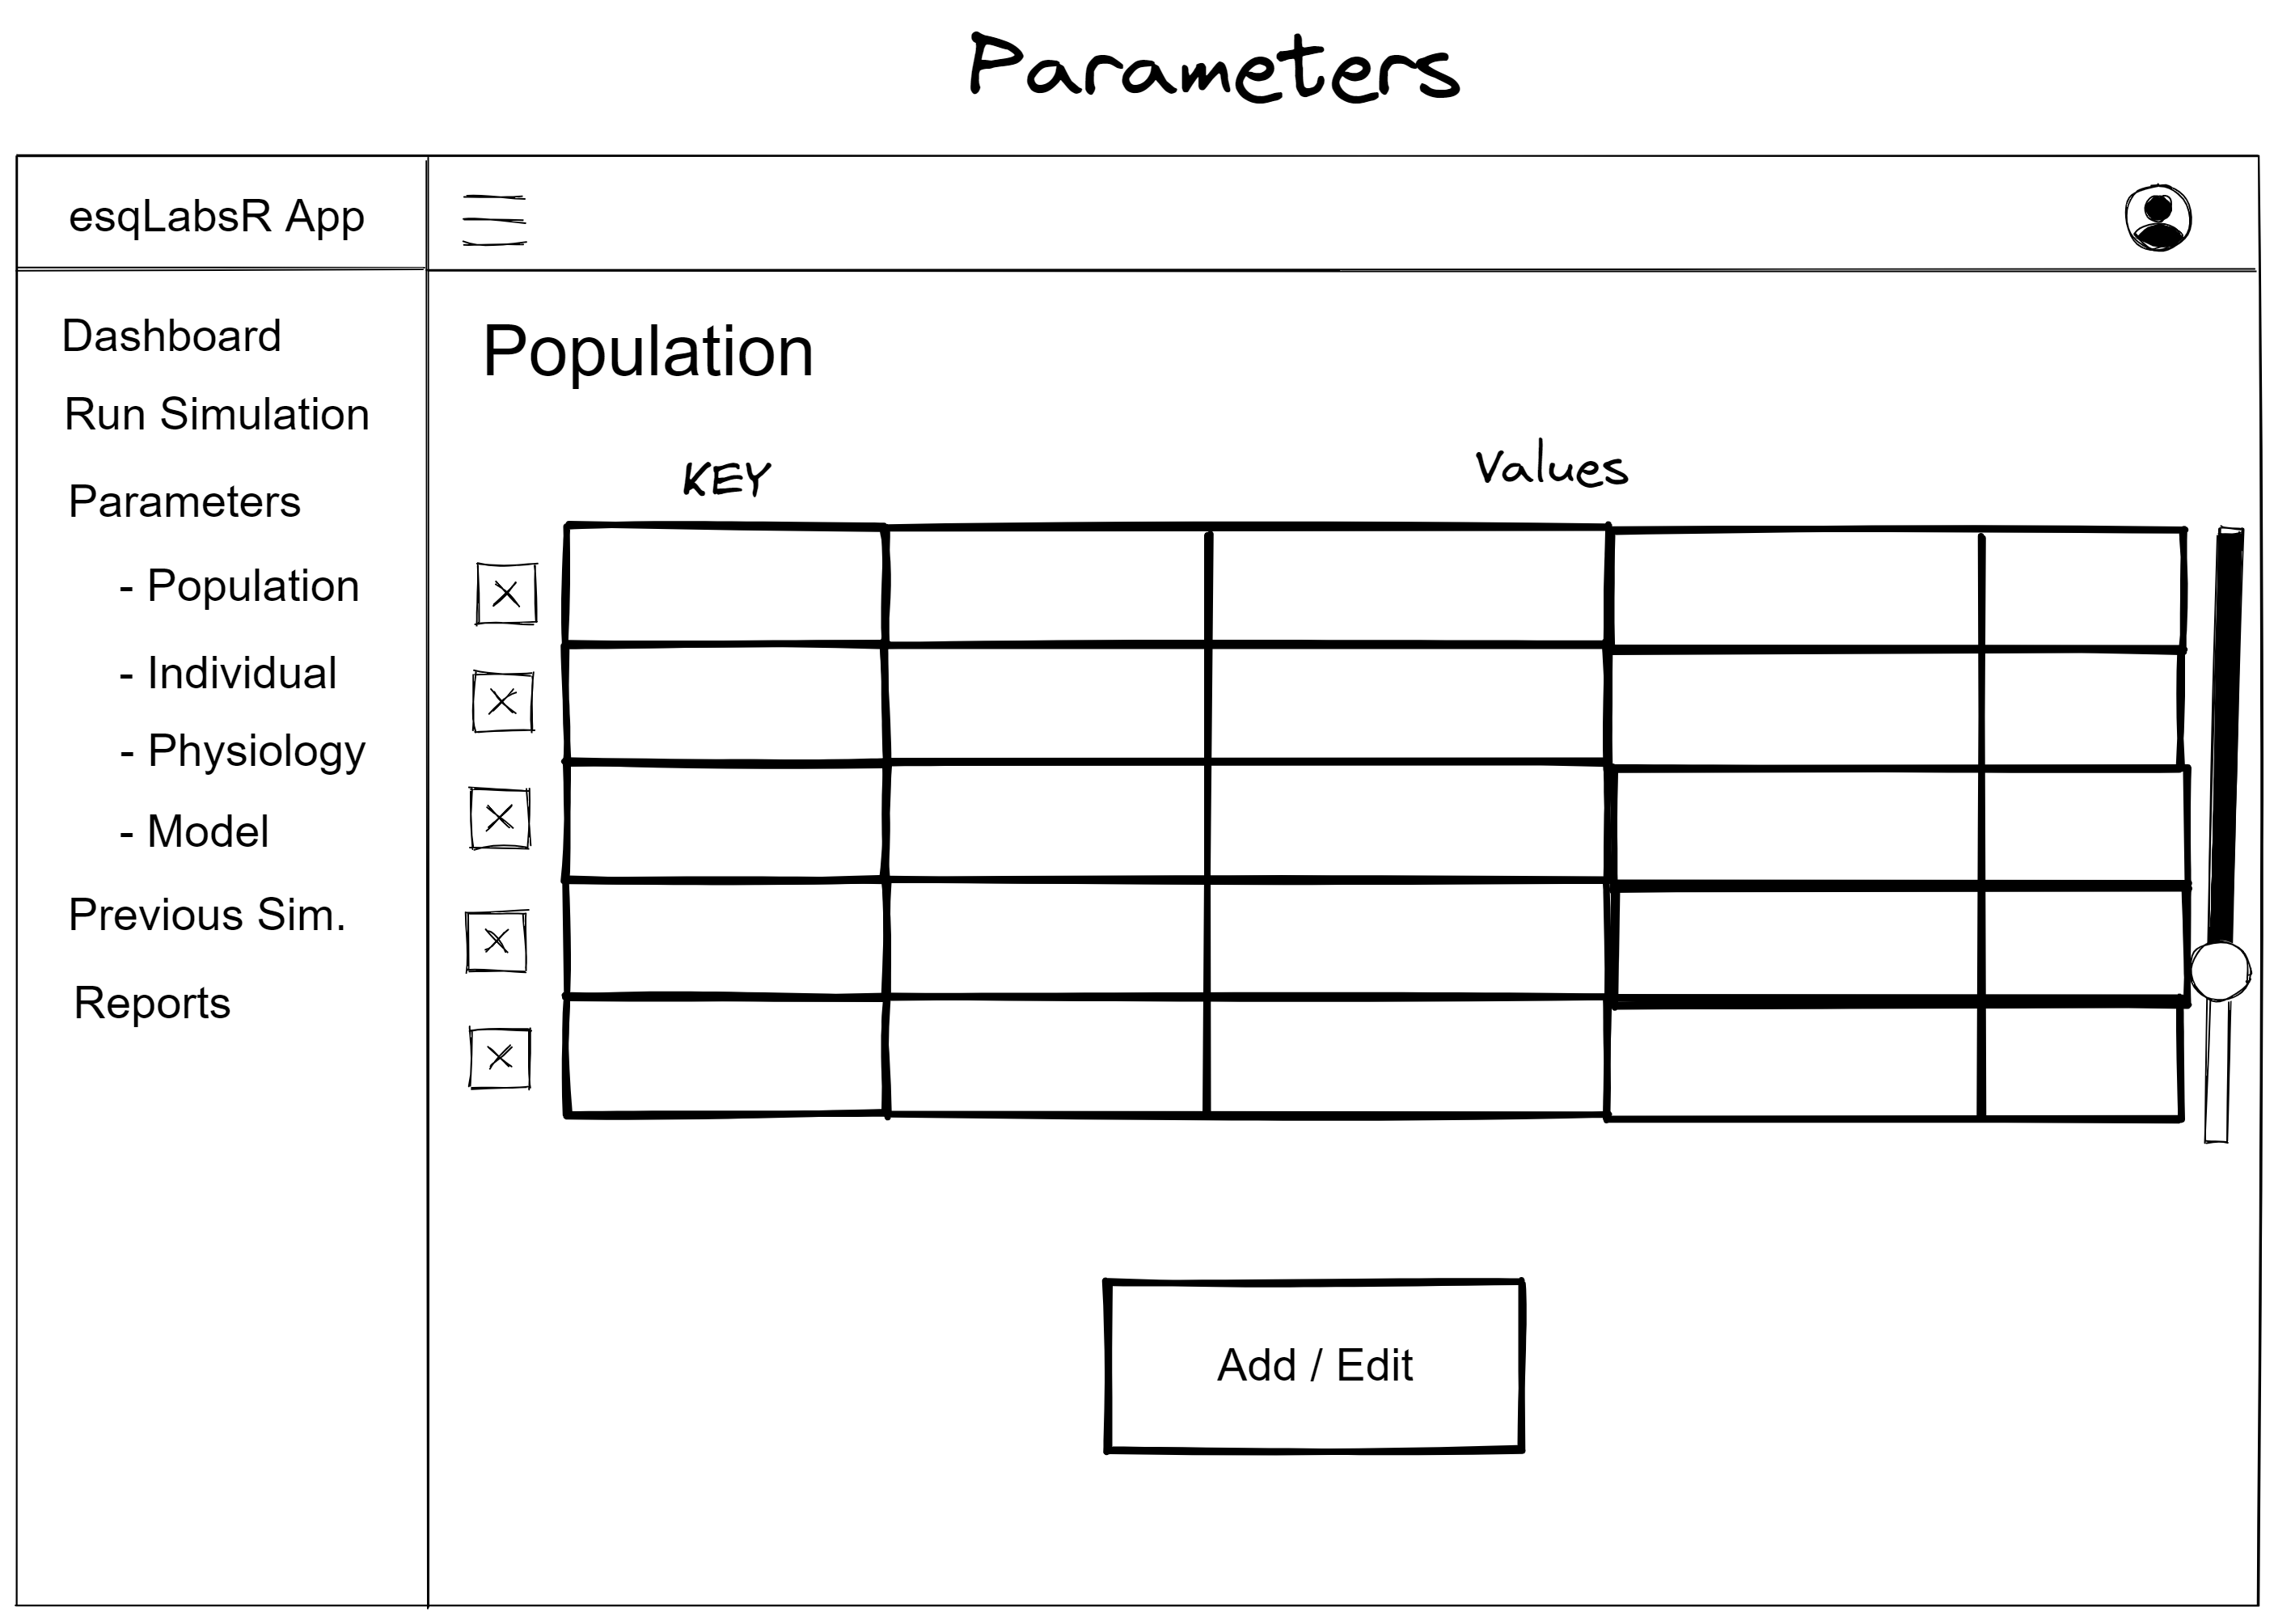 Parameters
esqLabsR App
Dashboard
Run Simulation
Parameters
- Population
- Individual
- Physiology
- Model
Previous Sim.
Reports
Population
KEY
Values
Add / Edit